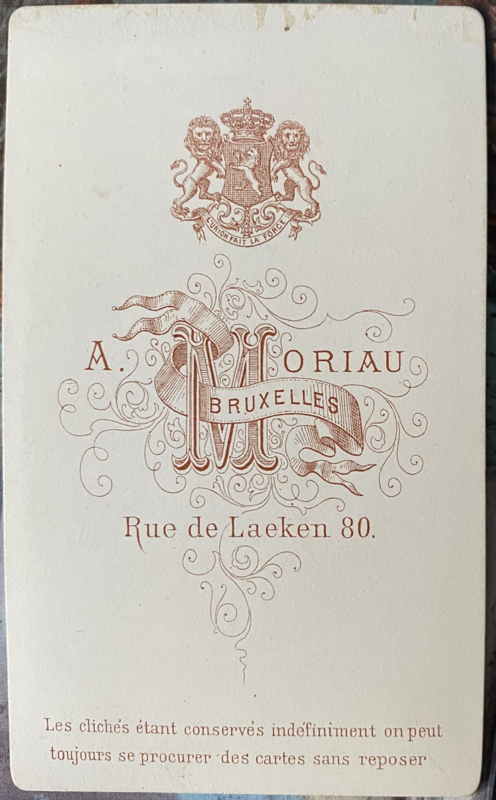 L'UNION FAIT LA FORCE
A. MORIAU
BRUXELLES
Rue de Laeken 80.
Les clichés étant conservés indéfiniment on peut
toujours se procurer des cartes sans reposer